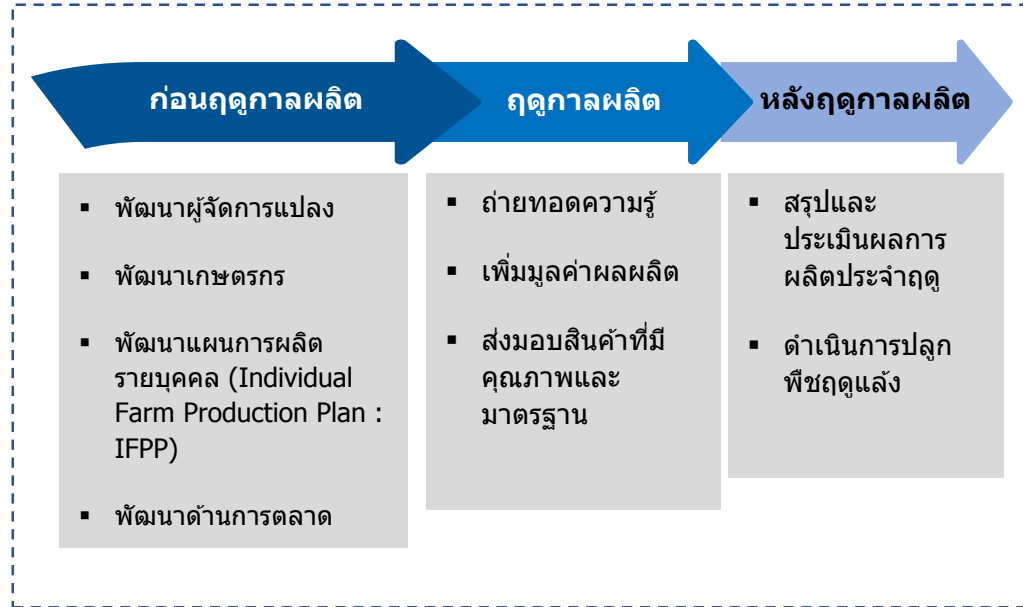 ก่อนฤดูกาลผลิต
ฤดูกาลผลิต
หลังฤดูกาลผลิต
▪ พัฒนาผู้จัดการแปลง
▪ พัฒนาเกษตรกร
▪ พัฒนาแผนการผลิต
รายบุคคล (Individual
Farm Production Plan :
IFPP)
▪ พัฒนาด้านการตลาด
▪ ถ่ายทอดความรู้
▪ เพิ่มมูลค่าผลผลิต
▪ ส่งมอบสินค้าที่มี
คุณภาพและ
มาตรฐาน
▪ สรุปและ
ประเมินผลการ
ผลิตประจำฤดู
▪ ดำเนินการปลูก
พืชฤดูแล้ง